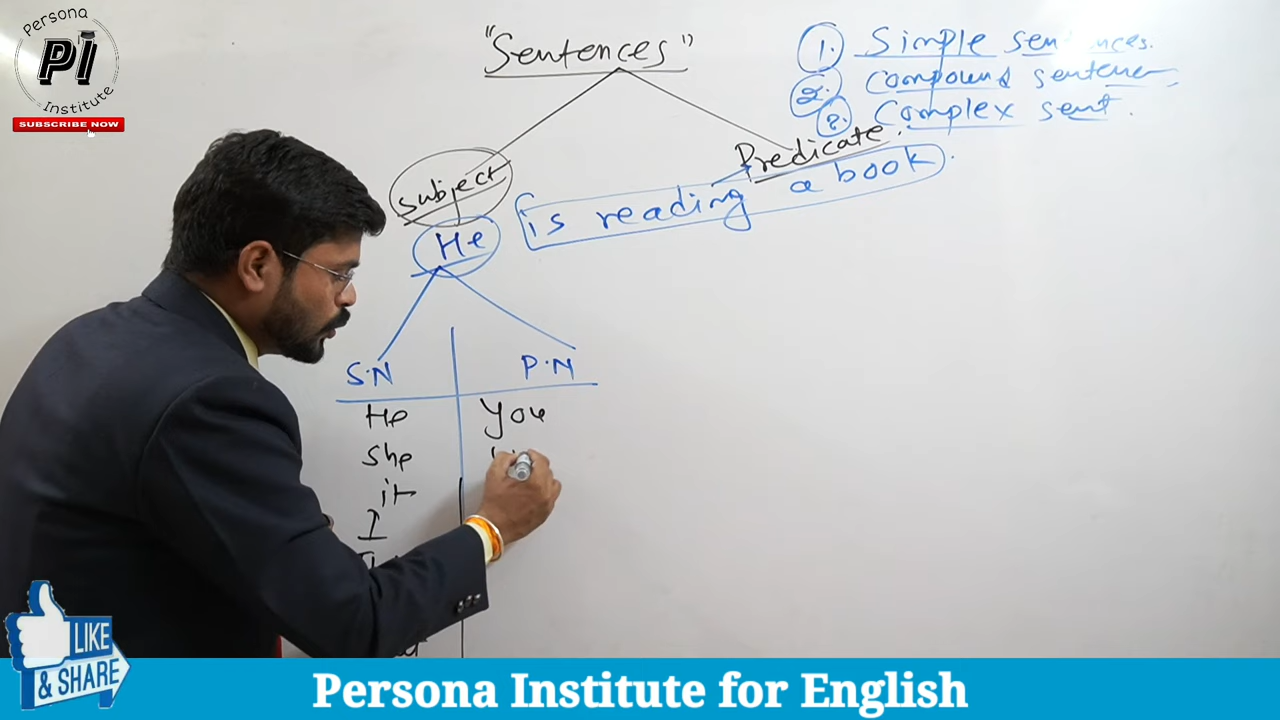 Persona
PI
Institute
SUBSCRIBE NOW
"Sentences"
1. Simple sentences.
2. Compound sentence
Complex sent.
Subject
Predicate.
He is reading a book.
S.N P.N
He You
She
it
I
LIKE
& SHARE
Persona Institute for English